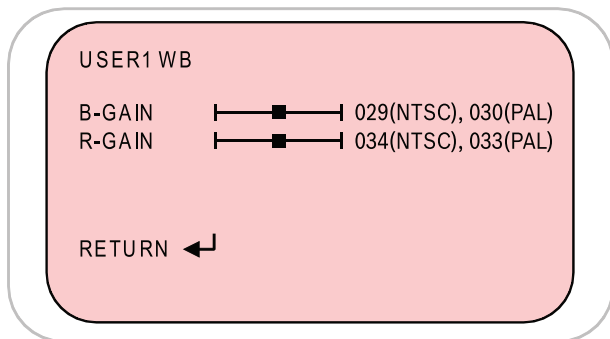 USER1 WB
B-GAIN 029(NTSC), 030(PAL)
R-GAIN 034(NTSC), 033(PAL)
RETURN